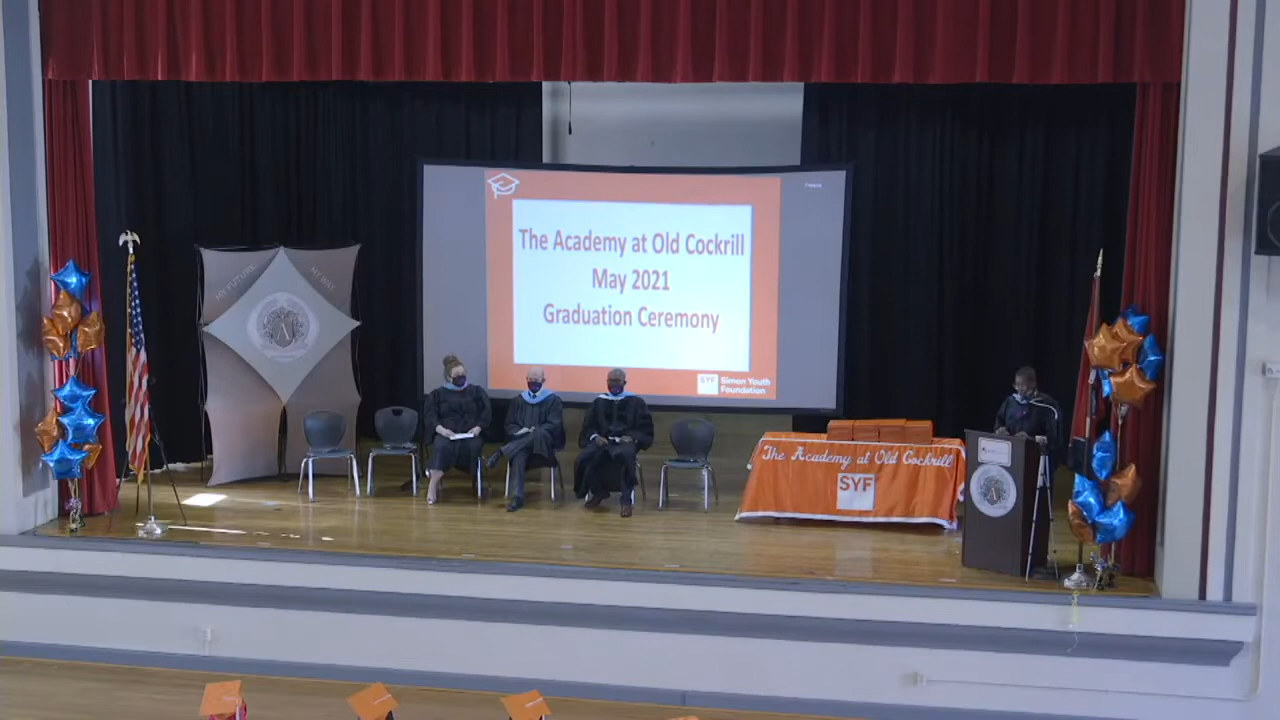 MY FUTURE
MY WAY
A
The Academy at Old Cockrill
May 2021
Graduation Ceremony
SYF Simon Youth
Foundation
The Academy at Old Cockrill
SYF